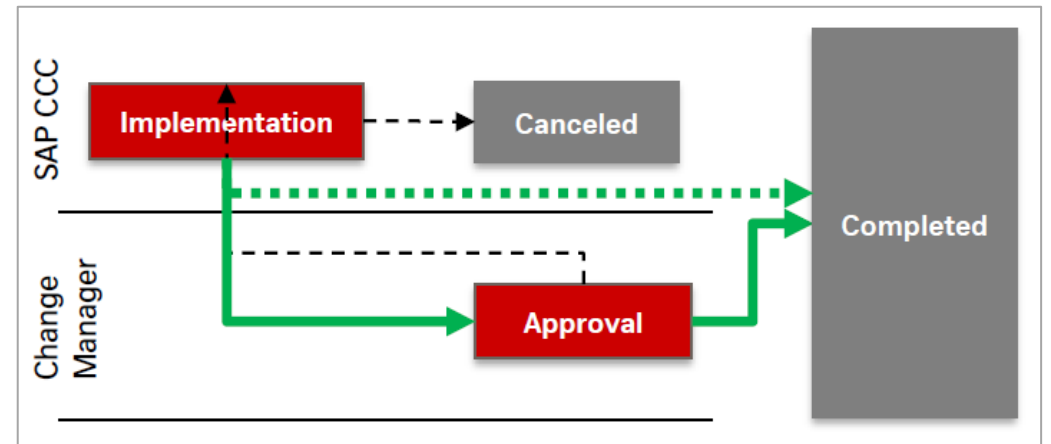 SAP CCC
Implementation
Canceled
Completed
Change
Manager
Approval